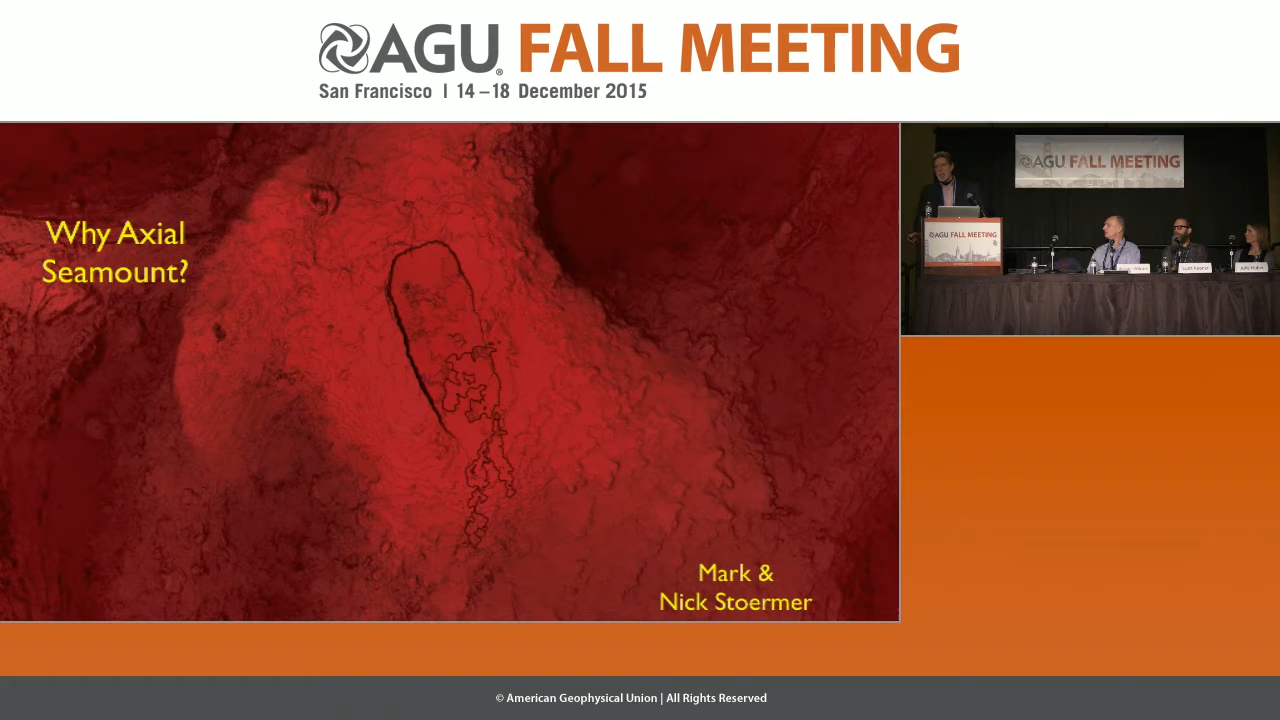 AGU FALL MEETING
San Francisco | 14 – 18 December 2015
Why Axial
Seamount?
Mark &
Nick Stoermer
AGU FALL MEETING
AGU FALL MEETING
© American Geophysical Union | All Rights Reserved